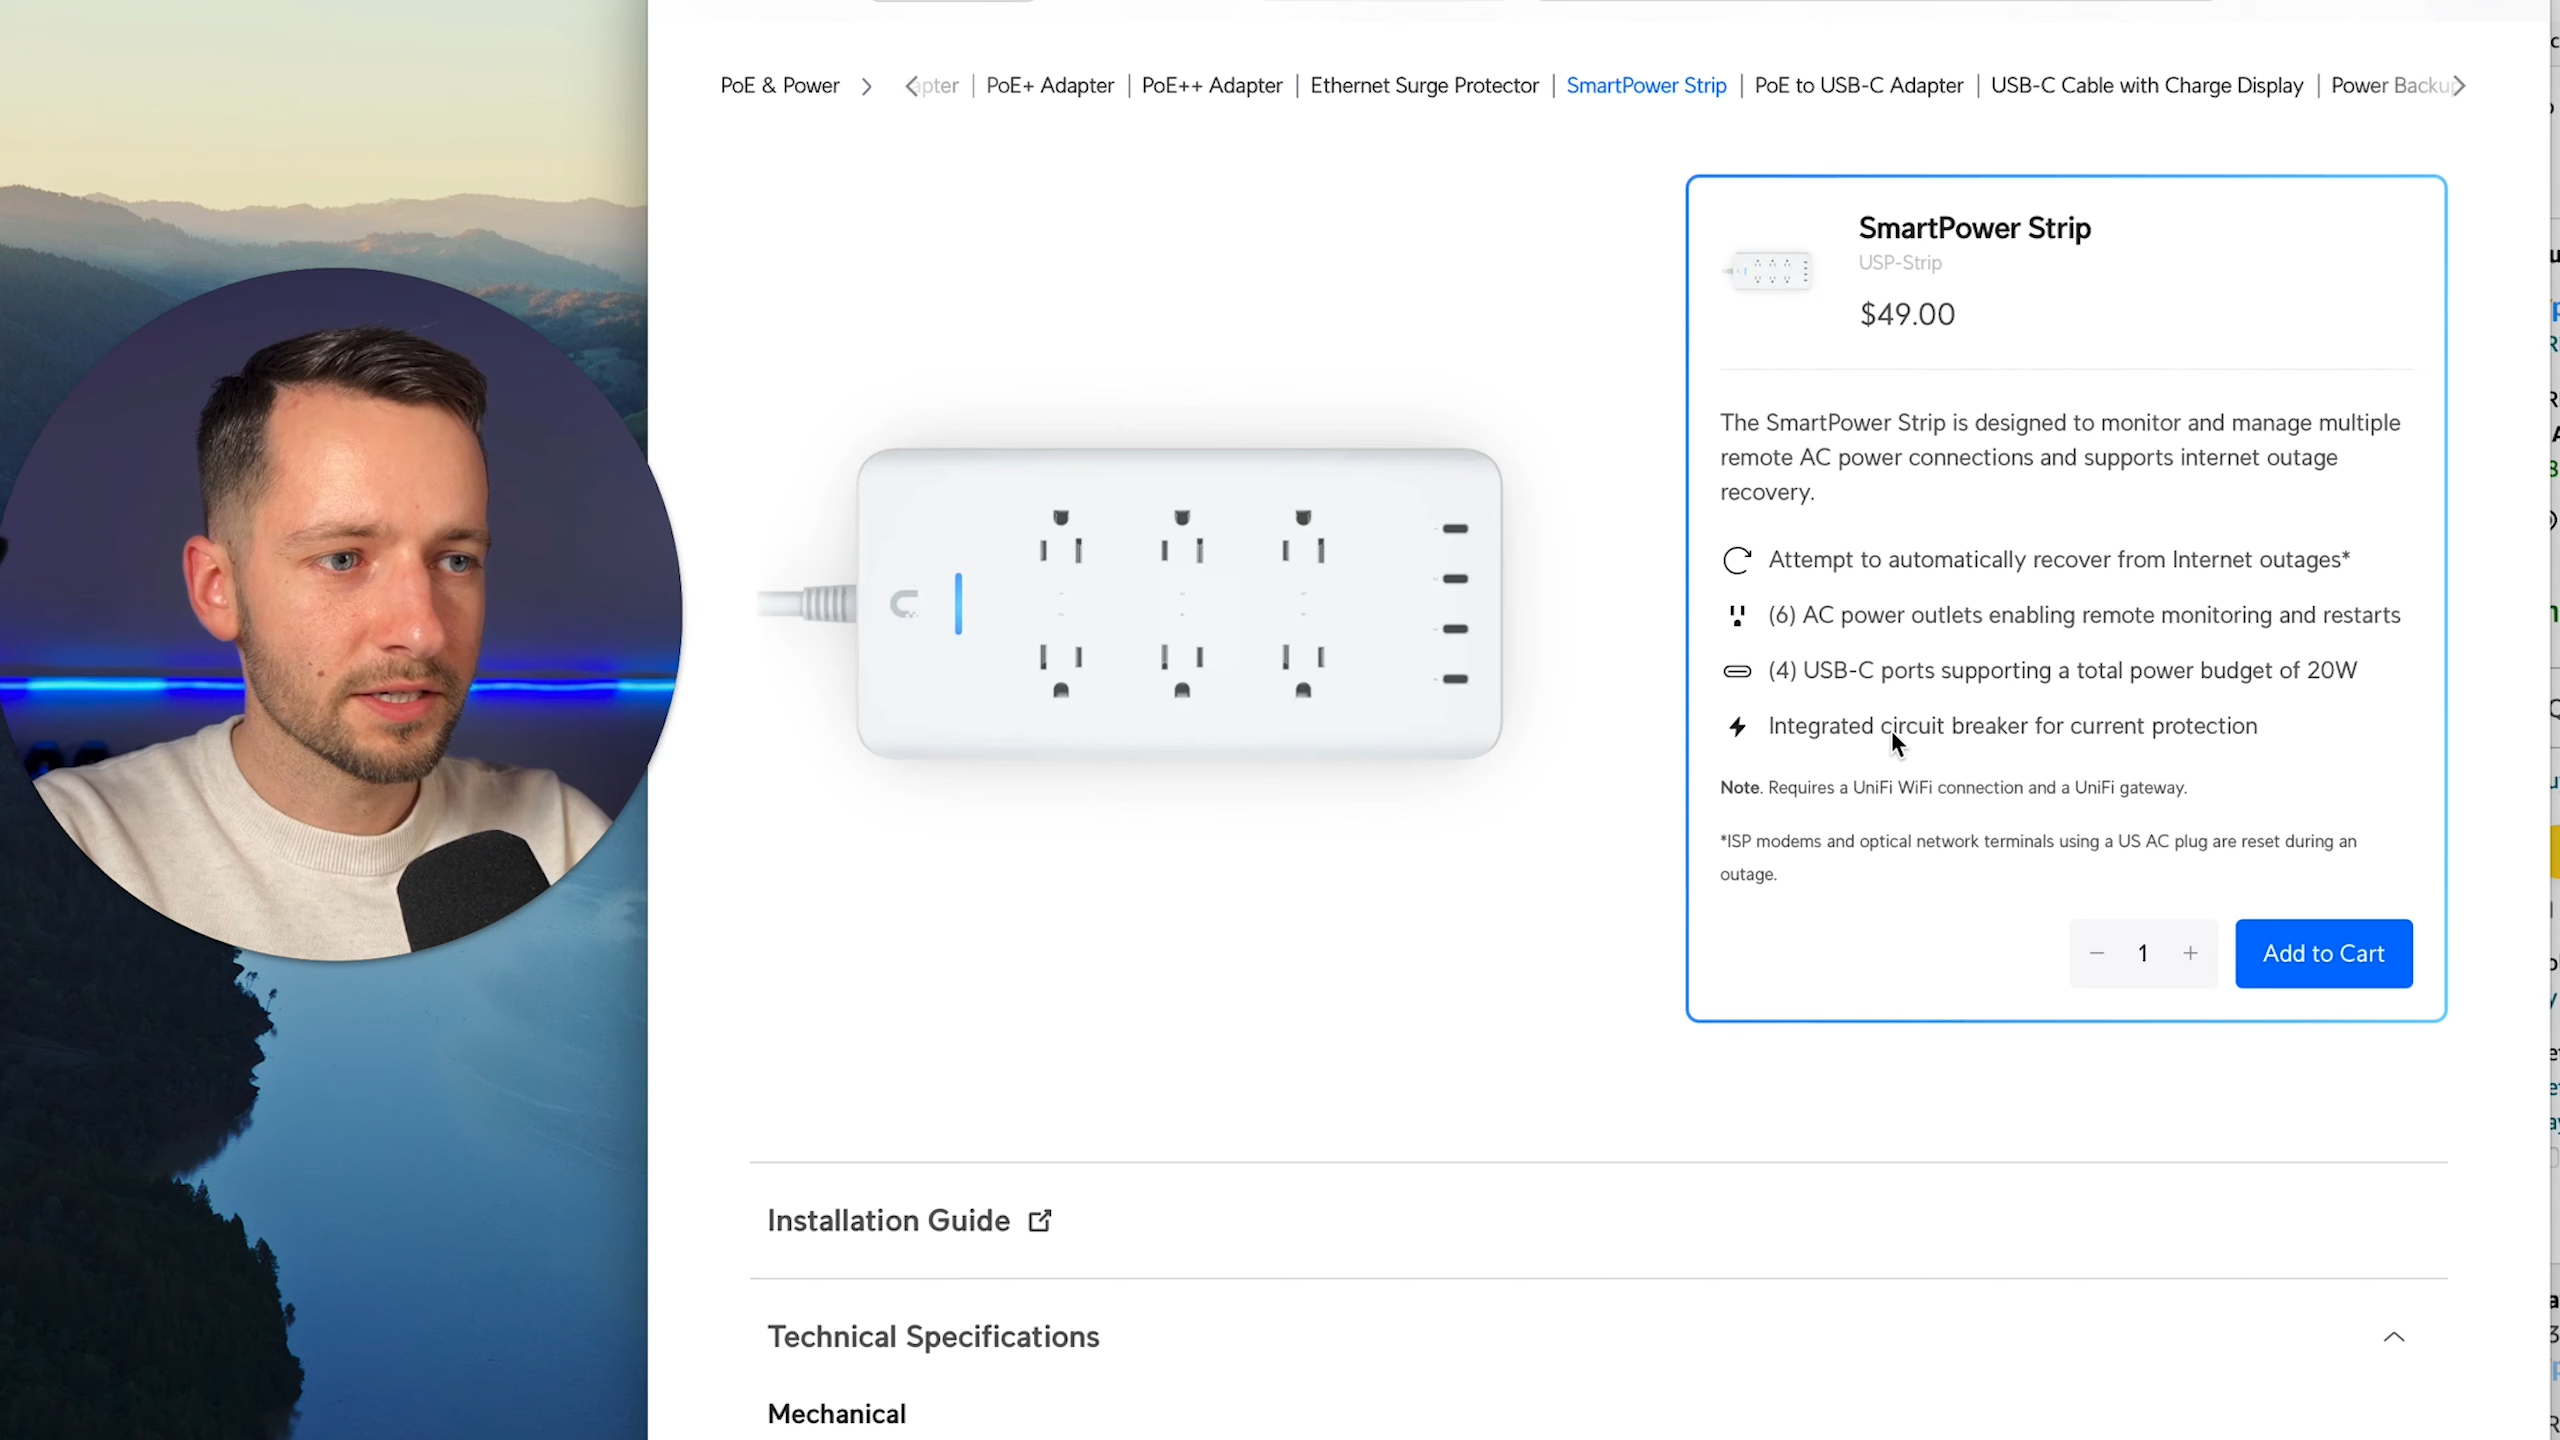 PoE & Power > apter | PoE+ Adapter | PoE++ Adapter | Ethernet Surge Protector | SmartPower Strip | PoE to USB-C Adapter | USB-C Cable with Charge Display | Power Backup
SmartPower Strip
USP-Strip
$49.00
The SmartPower Strip is designed to monitor and manage multiple
remote AC power connections and supports internet outage
recovery.
Attempt to automatically recover from Internet outages*
(6) AC power outlets enabling remote monitoring and restarts
(4) USB-C ports supporting a total power budget of 20W
Integrated circuit breaker for current protection
Note. Requires a UniFi WiFi connection and a UniFi gateway.
*ISP modems and optical network terminals using a US AC plug are reset during an
outage.
− 1 + Add to Cart
Installation Guide
Technical Specifications
Mechanical